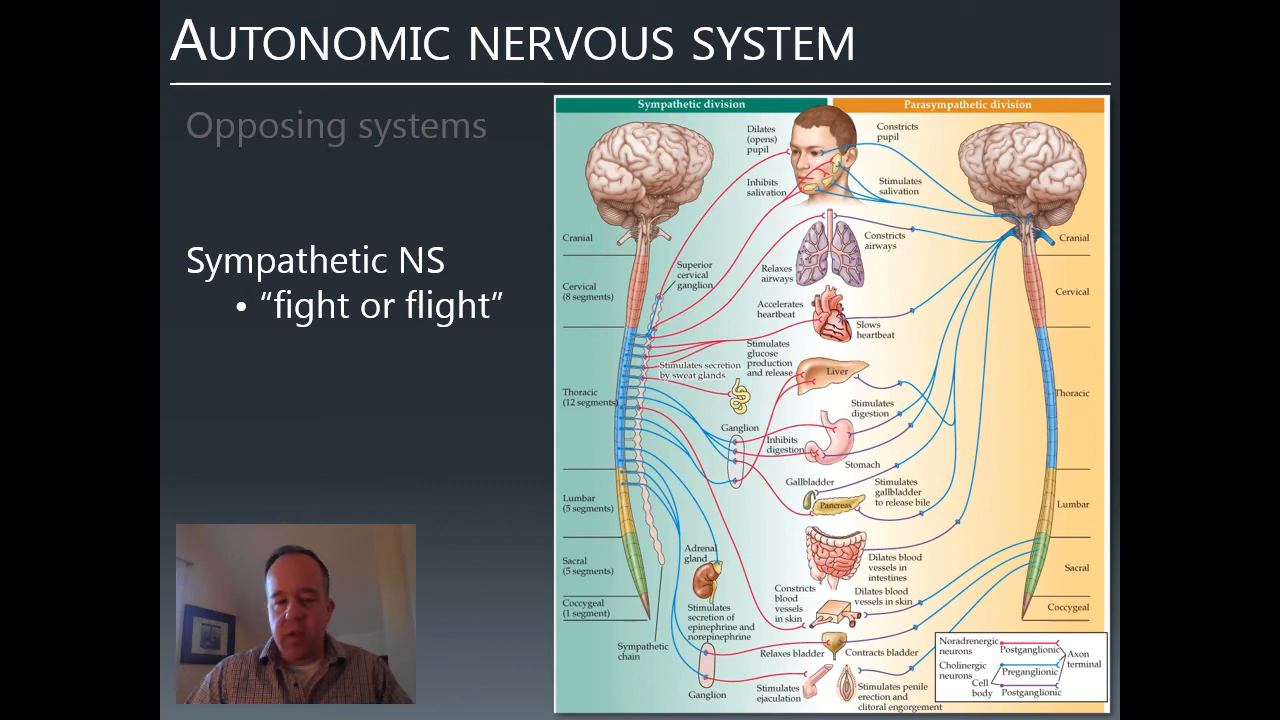 AUTONOMIC NERVOUS SYSTEM
Opposing systems
Sympathetic NS
• “fight or flight”
Sympathetic division
Parasympathetic division
Dilates
(opens)
pupil
Constricts
pupil
Inhibits
salivation
Stimulates
salivation
Cranial
Cranial
Constricts
airways
Superior
cervical
ganglion
Relaxes
airways
Cervical
(8 segments)
Cervical
Accelerates
heartbeat
Slows
heartbeat
Stimulates
glucose
production
and release
Stimulates secretion
by sweat glands
Liver
Thoracic
(12 segments)
Thoracic
Stimulates
digestion
Ganglion
Inhibits
digestion
Stomach
Gallbladder
Stimulates
gallbladder
to release bile
Pancreas
Lumbar
(5 segments)
Lumbar
Adrenal
gland
Dilates blood
vessels in
intestines
Sacral
(5 segments)
Sacral
Constricts
blood
vessels
in skin
Dilates blood
vessels in skin
Coccygeal
(1 segment)
Coccygeal
Stimulates
secretion of
epinephrine and
norepinephrine
Sympathetic
chain
Relaxes bladder
Contracts bladder
Ganglion
Stimulates
ejaculation
Stimulates penile
erection and
clitoral engorgement
Noradrenergic
neurons
Postganglionic
Axon
terminal
Cholinergic
neurons
Preganglionic
Cell
body
Postganglionic